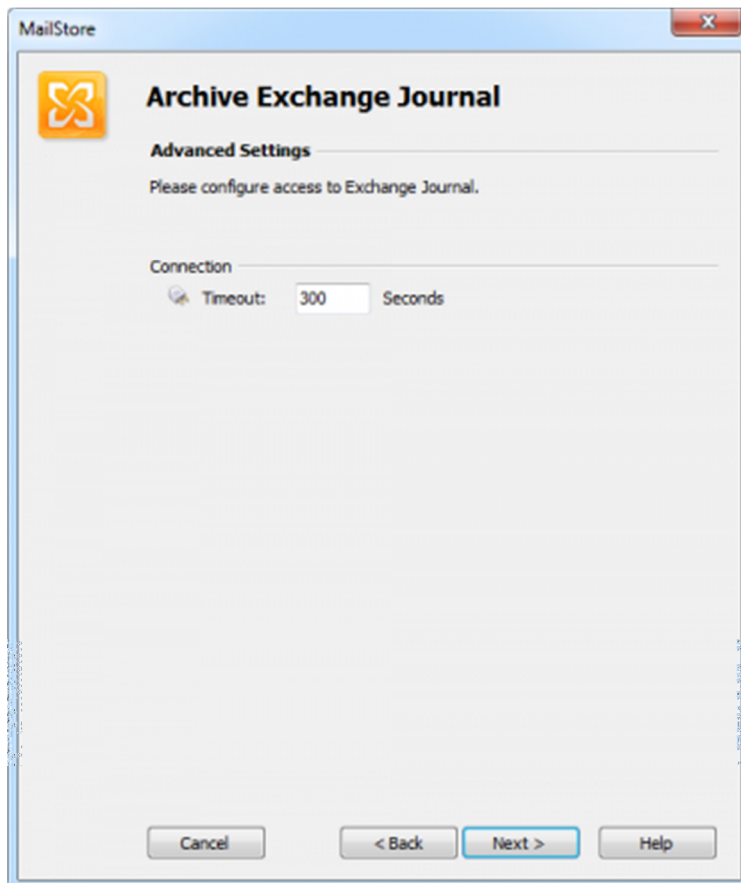 MailStore
Archive Exchange Journal
Advanced Settings
Please configure access to Exchange Journal.
Connection
Timeout: 300 Seconds
Cancel < Back Next > Help